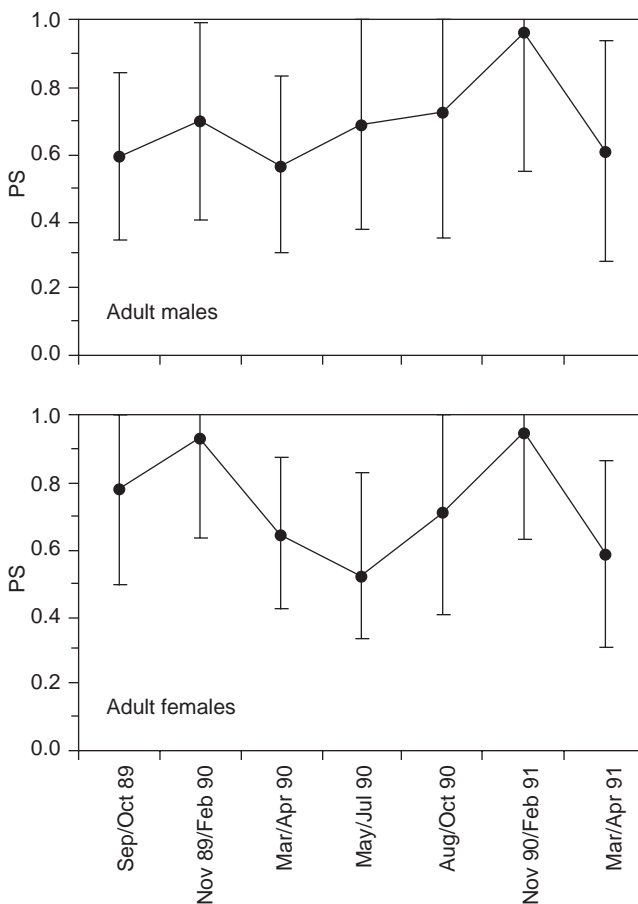 1.0
0.8
0.6
PS
0.4
0.2
Adult males
0.0
1.0
0.8
0.6
PS
0.4
0.2
Adult females
0.0
Sep/Oct 89
Nov 89/Feb 90
Mar/Apr 90
May/Jul 90
Aug/Oct 90
Nov 90/Feb 91
Mar/Apr 91